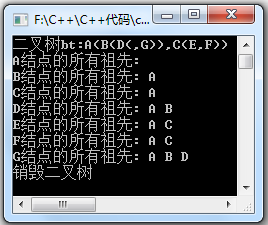 F:\C++\C++代码\c...
二叉树bt:A(B(D(,G)),C(E,F))
A结点的所有祖先:
B结点的所有祖先: A
C结点的所有祖先: A
D结点的所有祖先: A B
E结点的所有祖先: A C
F结点的所有祖先: A C
G结点的所有祖先: A B D
销毁二叉树